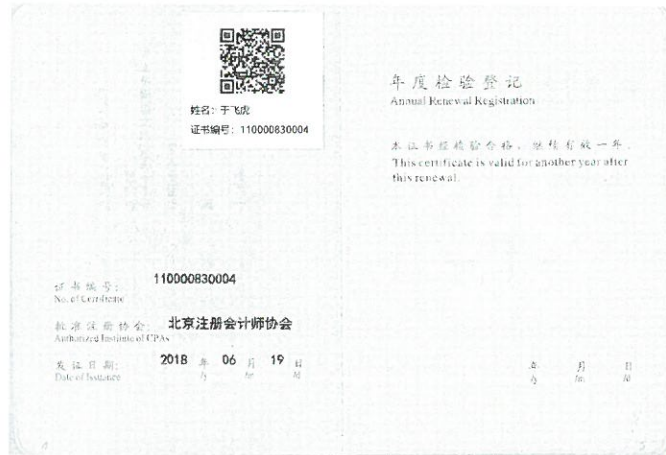 姓名：于飞虎
证书编号：110000830004
证书编号： 110000830004
No. of Certificate
批准注册协会： 北京注册会计师协会
Authorized Institute of CPAs
发证日期： 2018 年 06 月 19 日
Date of Issuance /y /m /d
4
年度检验登记
Annual Renewal Registration
本证书经检验合格，继续有效一年。
This certificate is valid for another year after
this renewal.
年 月 日
/y /m /d
5